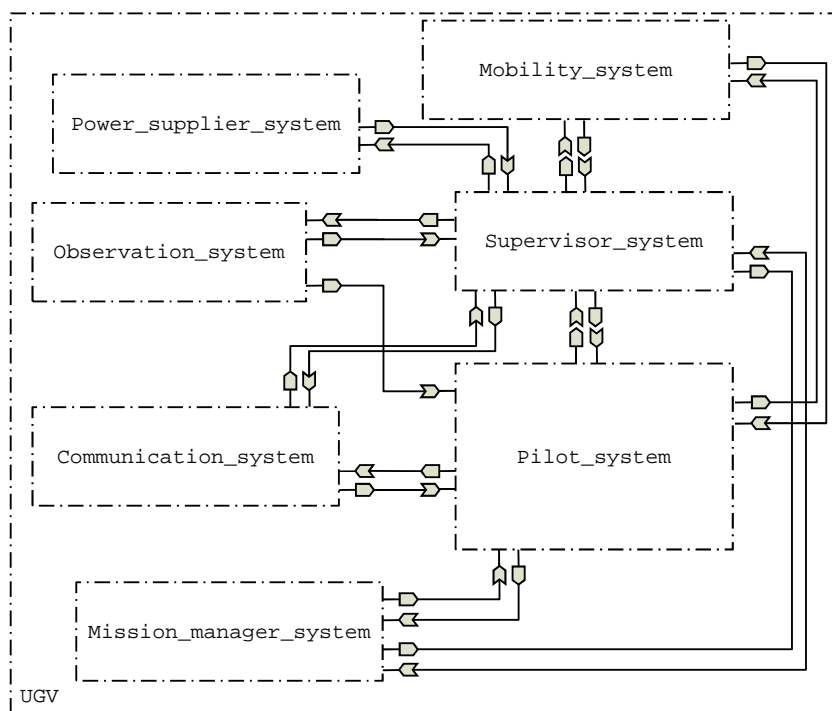 Mobility_system
Power_supplier_system
Observation_system
Supervisor_system
Communication_system
Pilot_system
Mission_manager_system
UGV